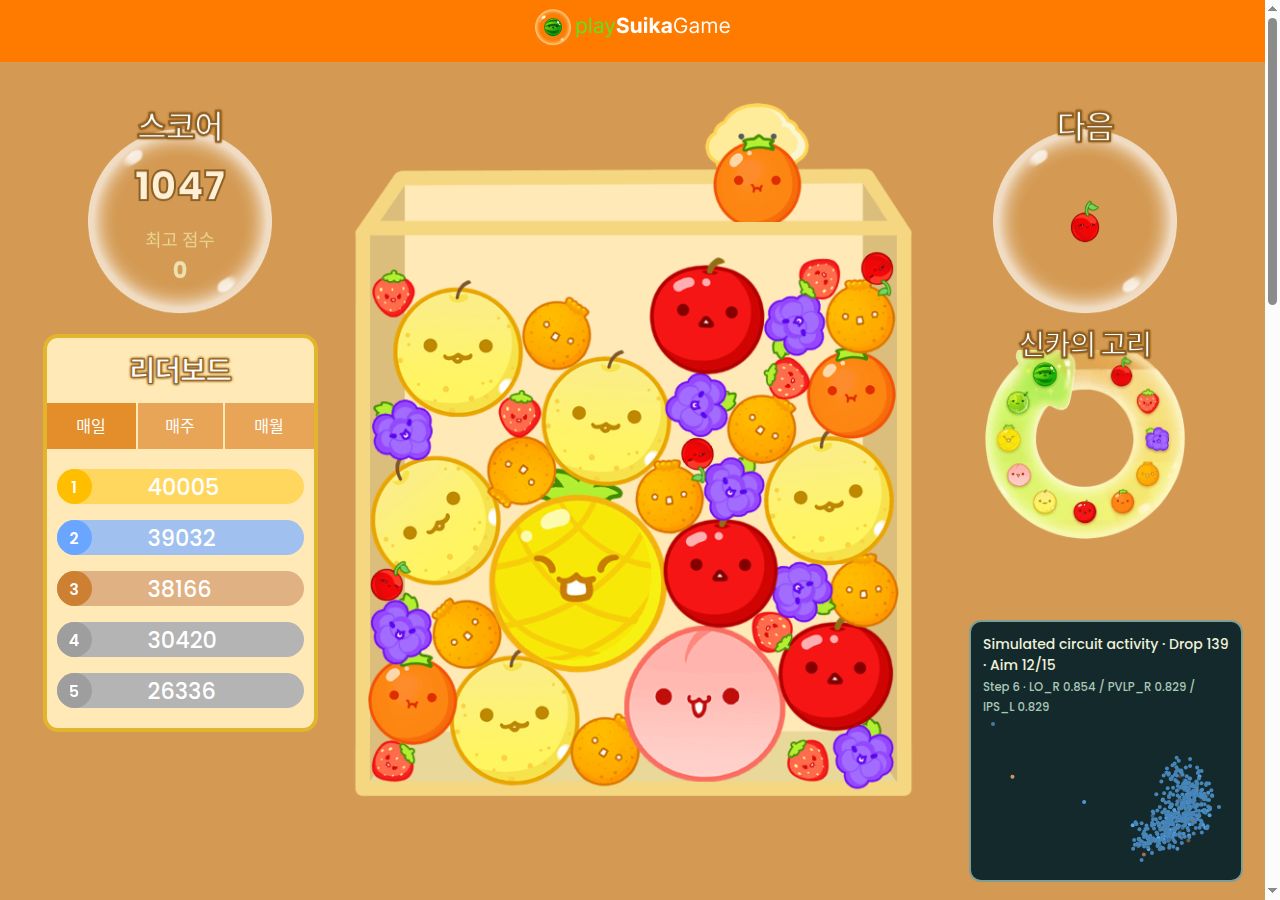 playSuikaGame
스코어
1047
최고 점수
0
다음
신카의 고리
리더보드
매일 매주 매월
1 40005
2 39032
3 38166
4 30420
5 26336
Simulated circuit activity · Drop 139
· Aim 12/15
Step 6 · LO_R 0.854 / PVLP_R 0.829 /
IPS_L 0.829